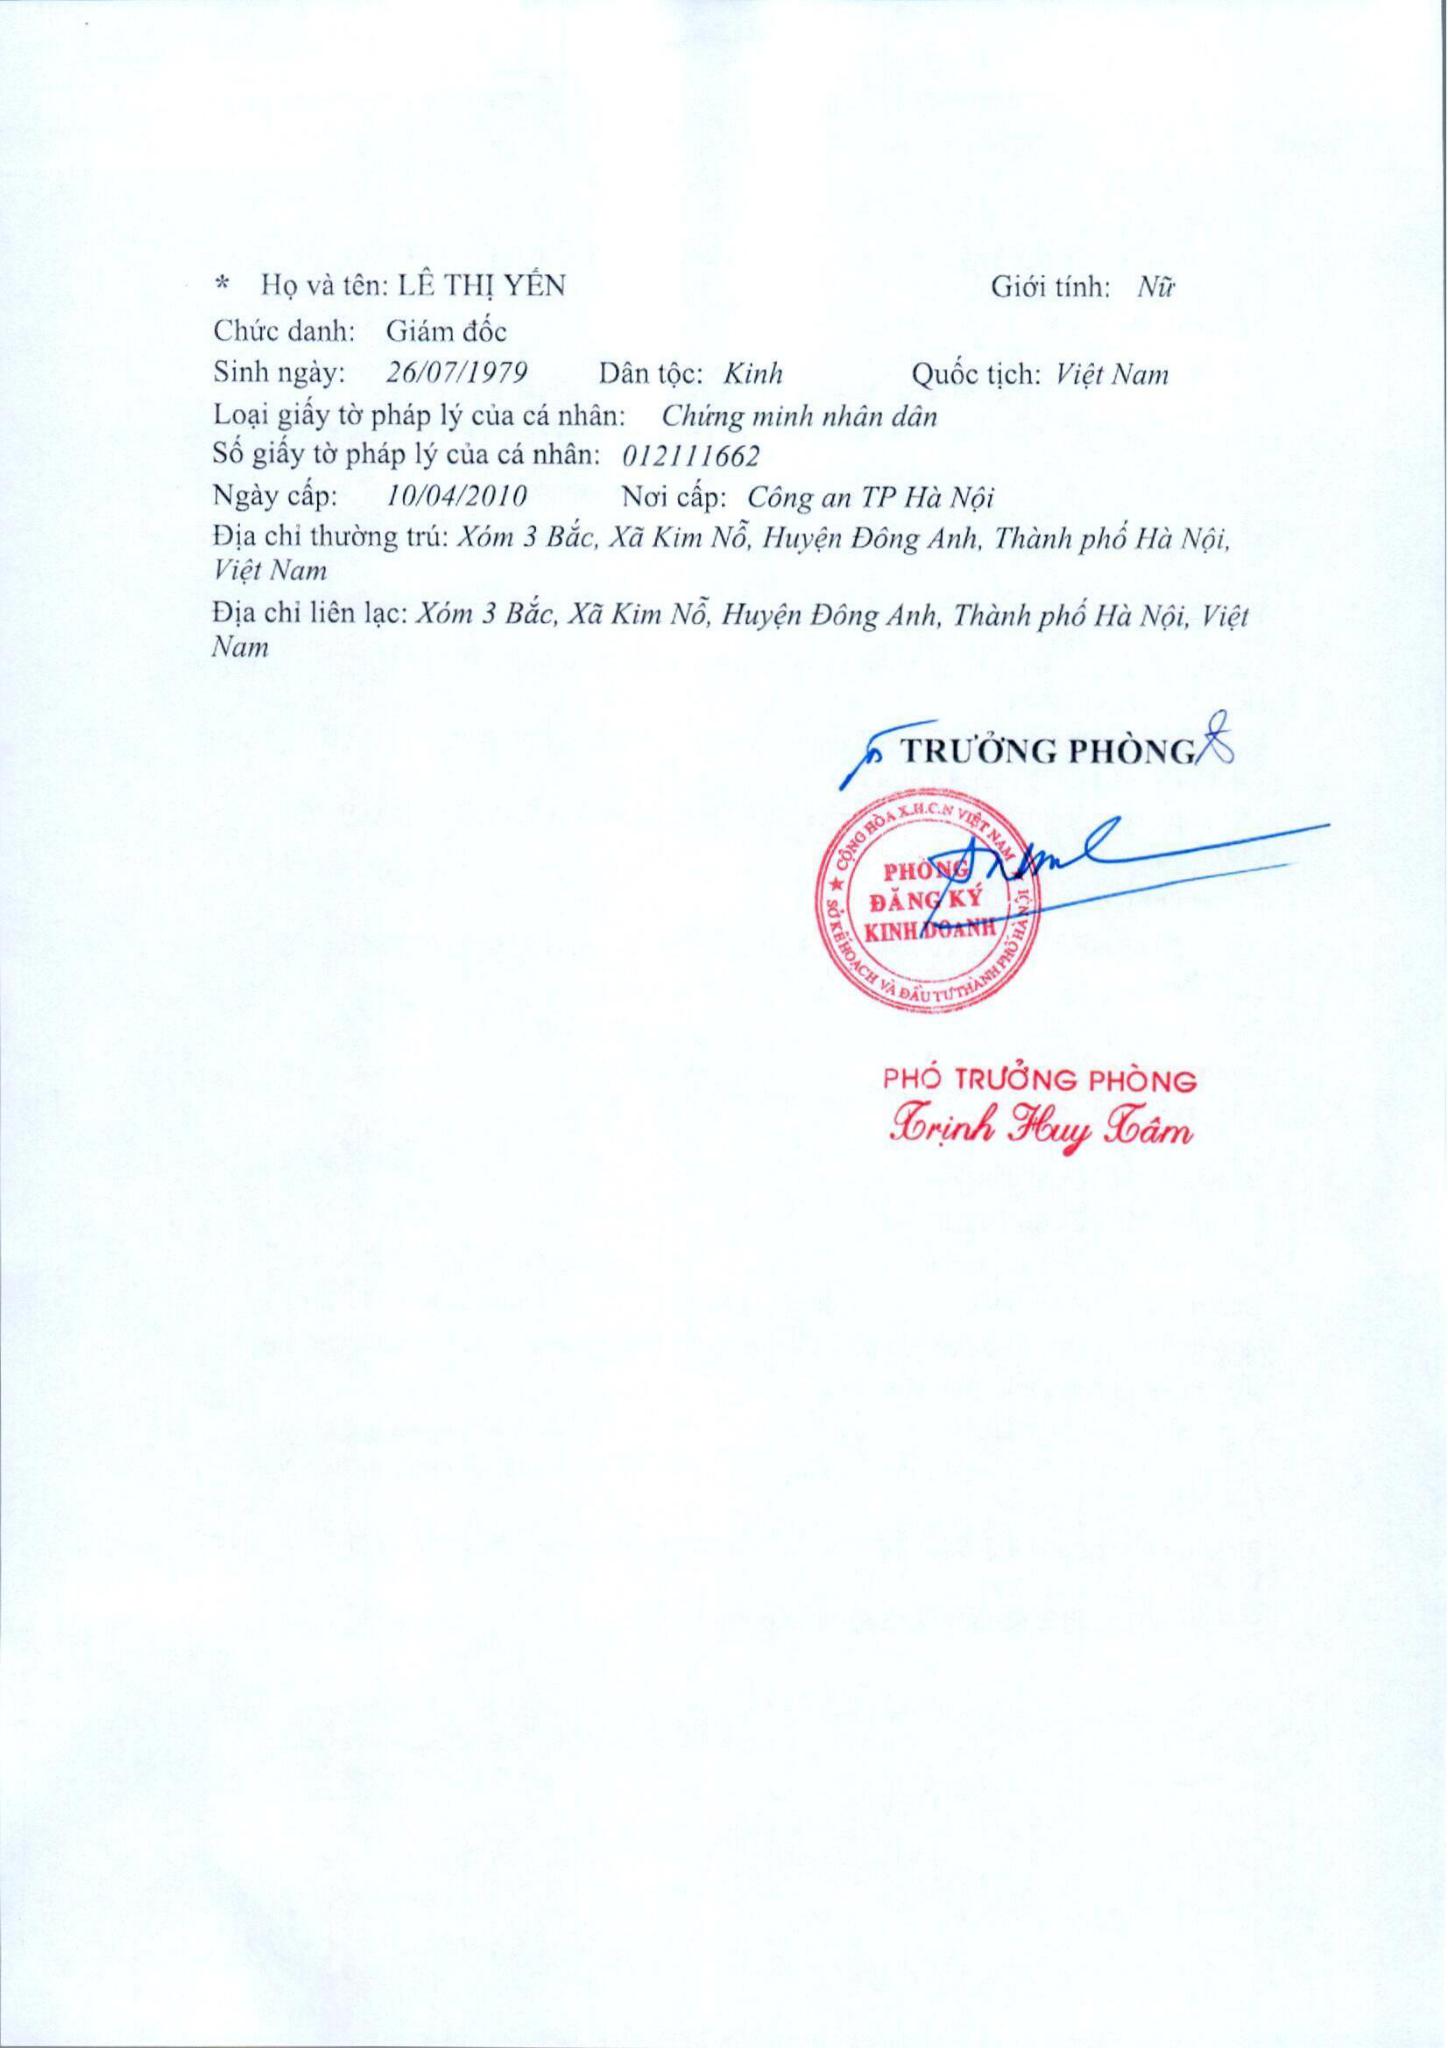 * Họ và tên: LÊ THỊ YẾN Giới tính: Nữ
Chức danh: Giám đốc
Sinh ngày: 26/07/1979 Dân tộc: Kinh Quốc tịch: Việt Nam
Loại giấy tờ pháp lý của cá nhân: Chứng minh nhân dân
Số giấy tờ pháp lý của cá nhân: 012111662
Ngày cấp: 10/04/2010 Nơi cấp: Công an TP Hà Nội
Địa chỉ thường trú: Xóm 3 Bắc, Xã Kim Nỗ, Huyện Đông Anh, Thành phố Hà Nội,
Việt Nam
Địa chỉ liên lạc: Xóm 3 Bắc, Xã Kim Nỗ, Huyện Đông Anh, Thành phố Hà Nội, Việt
Nam
TRƯỞNG PHÒNG
CỘNG HÒA X.H.C.N VIỆT NAM
PHÒNG
ĐĂNG KÝ
KINH DOANH
SỞ KẾ HOẠCH VÀ ĐẦU TƯ THÀNH PHỐ HÀ NỘI
PHÓ TRƯỞNG PHÒNG
Trịnh Huy Tâm